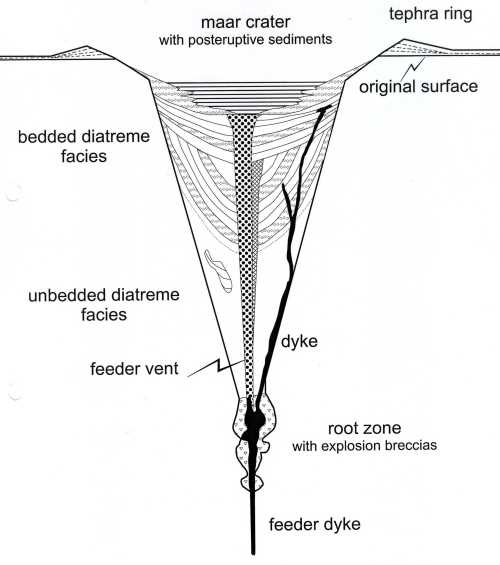 maar crater
with posteruptive sediments
tephra ring
original surface
bedded diatreme
facies
unbedded diatreme
facies
dyke
feeder vent
root zone
with explosion breccias
feeder dyke